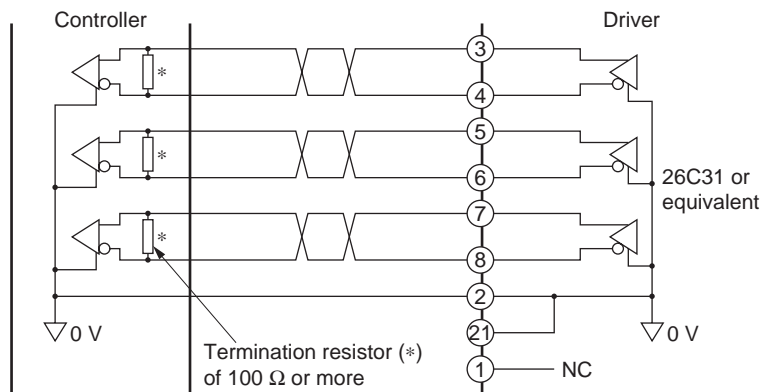 Controller
Driver
3
*
4
5
*
6
26C31 or
equivalent
7
*
8
2
0 V
0 V
21
Termination resistor (*)
of 100 Ω or more
1
NC